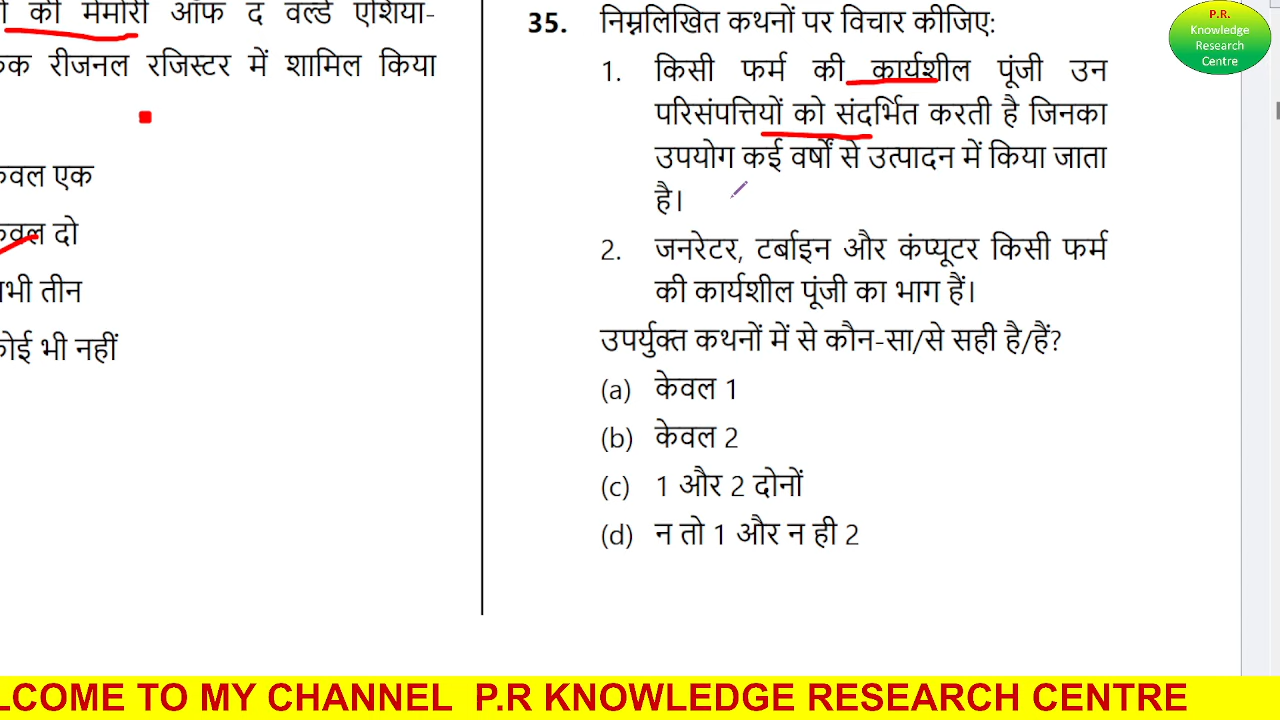 की मेमोरी ऑफ द वर्ल्ड एशिया-
रीजनल रजिस्टर में शामिल किया
एक
दो
तीन
भी नहीं
35. निम्नलिखित कथनों पर विचार कीजिए:
1. किसी फर्म की कार्यशील पूंजी उन
परिसंपत्तियों को संदर्भित करती है जिनका
उपयोग कई वर्षों से उत्पादन में किया जाता
है।
2. जनरेटर, टर्बाइन और कंप्यूटर किसी फर्म
की कार्यशील पूंजी का भाग हैं।
उपर्युक्त कथनों में से कौन-सा/से सही है/हैं?
(a) केवल 1
(b) केवल 2
(c) 1 और 2 दोनों
(d) न तो 1 और न ही 2
P.R.
Knowledge
Research
Centre
LCOME TO MY CHANNEL P.R KNOWLEDGE RESEARCH CENTRE